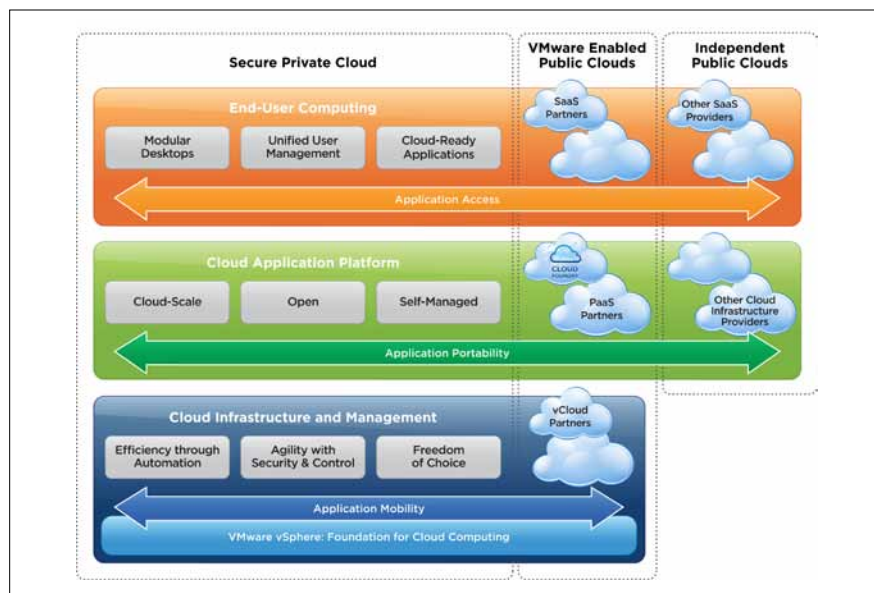 Secure Private Cloud
VMware Enabled
Public Clouds
Independent
Public Clouds
End-User Computing
Modular
Desktops
Unified User
Management
Cloud-Ready
Applications
SaaS
Partners
Other SaaS
Providers
Application Access
Cloud Application Platform
Cloud-Scale
Open
Self-Managed
CLOUD
FOUNDRY
PaaS
Partners
Other Cloud
Infrastructure
Providers
Application Portability
Cloud Infrastructure and Management
Efficiency through
Automation
Agility with
Security & Control
Freedom
of Choice
vCloud
Partners
Application Mobility
VMware vSphere: Foundation for Cloud Computing